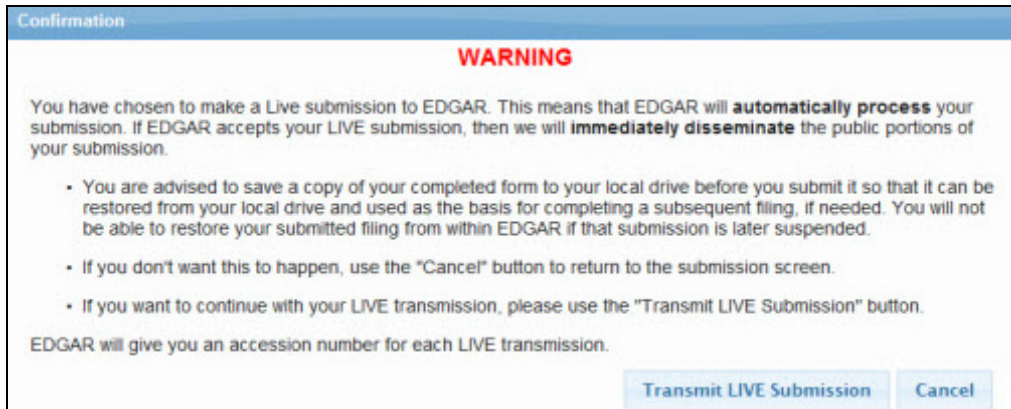 Confirmation
WARNING
You have chosen to make a Live submission to EDGAR. This means that EDGAR will automatically process your
submission. If EDGAR accepts your LIVE submission, then we will immediately disseminate the public portions of
your submission.
• You are advised to save a copy of your completed form to your local drive before you submit it so that it can be
restored from your local drive and used as the basis for completing a subsequent filing, if needed. You will not
be able to restore your submitted filing from within EDGAR if that submission is later suspended.
• If you don't want this to happen, use the "Cancel" button to return to the submission screen.
• If you want to continue with your LIVE transmission, please use the "Transmit LIVE Submission" button.
EDGAR will give you an accession number for each LIVE transmission.
Transmit LIVE Submission Cancel